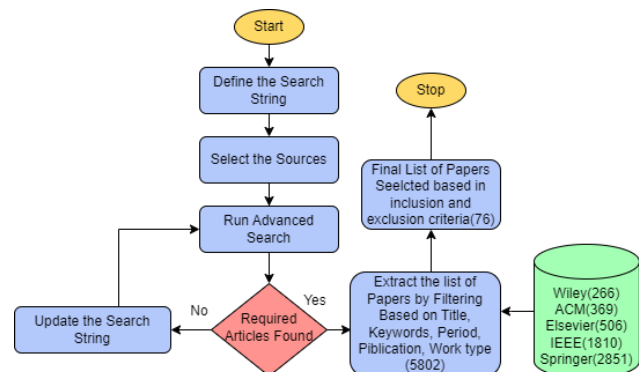 Start
Define the Search
String
Select the Sources
Run Advanced
Search
Required
Articles Found
No
Update the Search
String
Yes
Extract the list of
Papers by Filtering
Based on Title,
Keywords, Period,
Piblication, Work type
(5802)
Wiley(266)
ACM(369)
Elsevier(506)
IEEE(1810)
Springer(2851)
Final List of Papers
Seelcted based in
inclusion and
exclusion criteria(76)
Stop